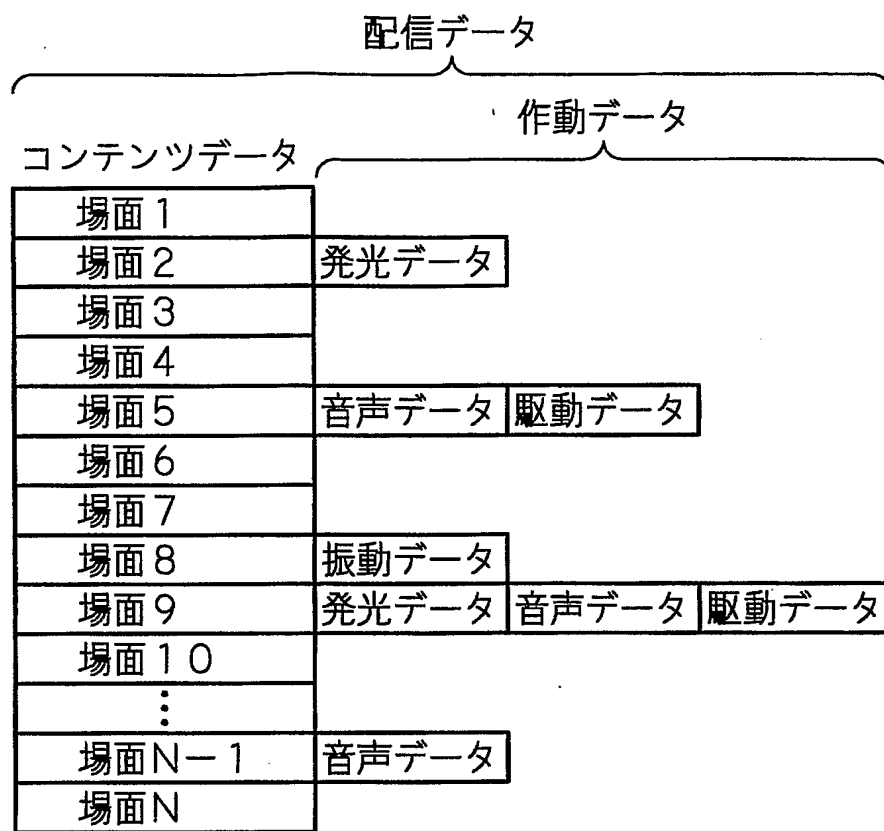 配信データ
作動データ
コンテンツデータ
場面1
場面2 発光データ
場面3
場面4
場面5 音声データ 駆動データ
場面6
場面7
場面8 振動データ
場面9 発光データ 音声データ 駆動データ
場面10
⋮
場面N－1 音声データ
場面N